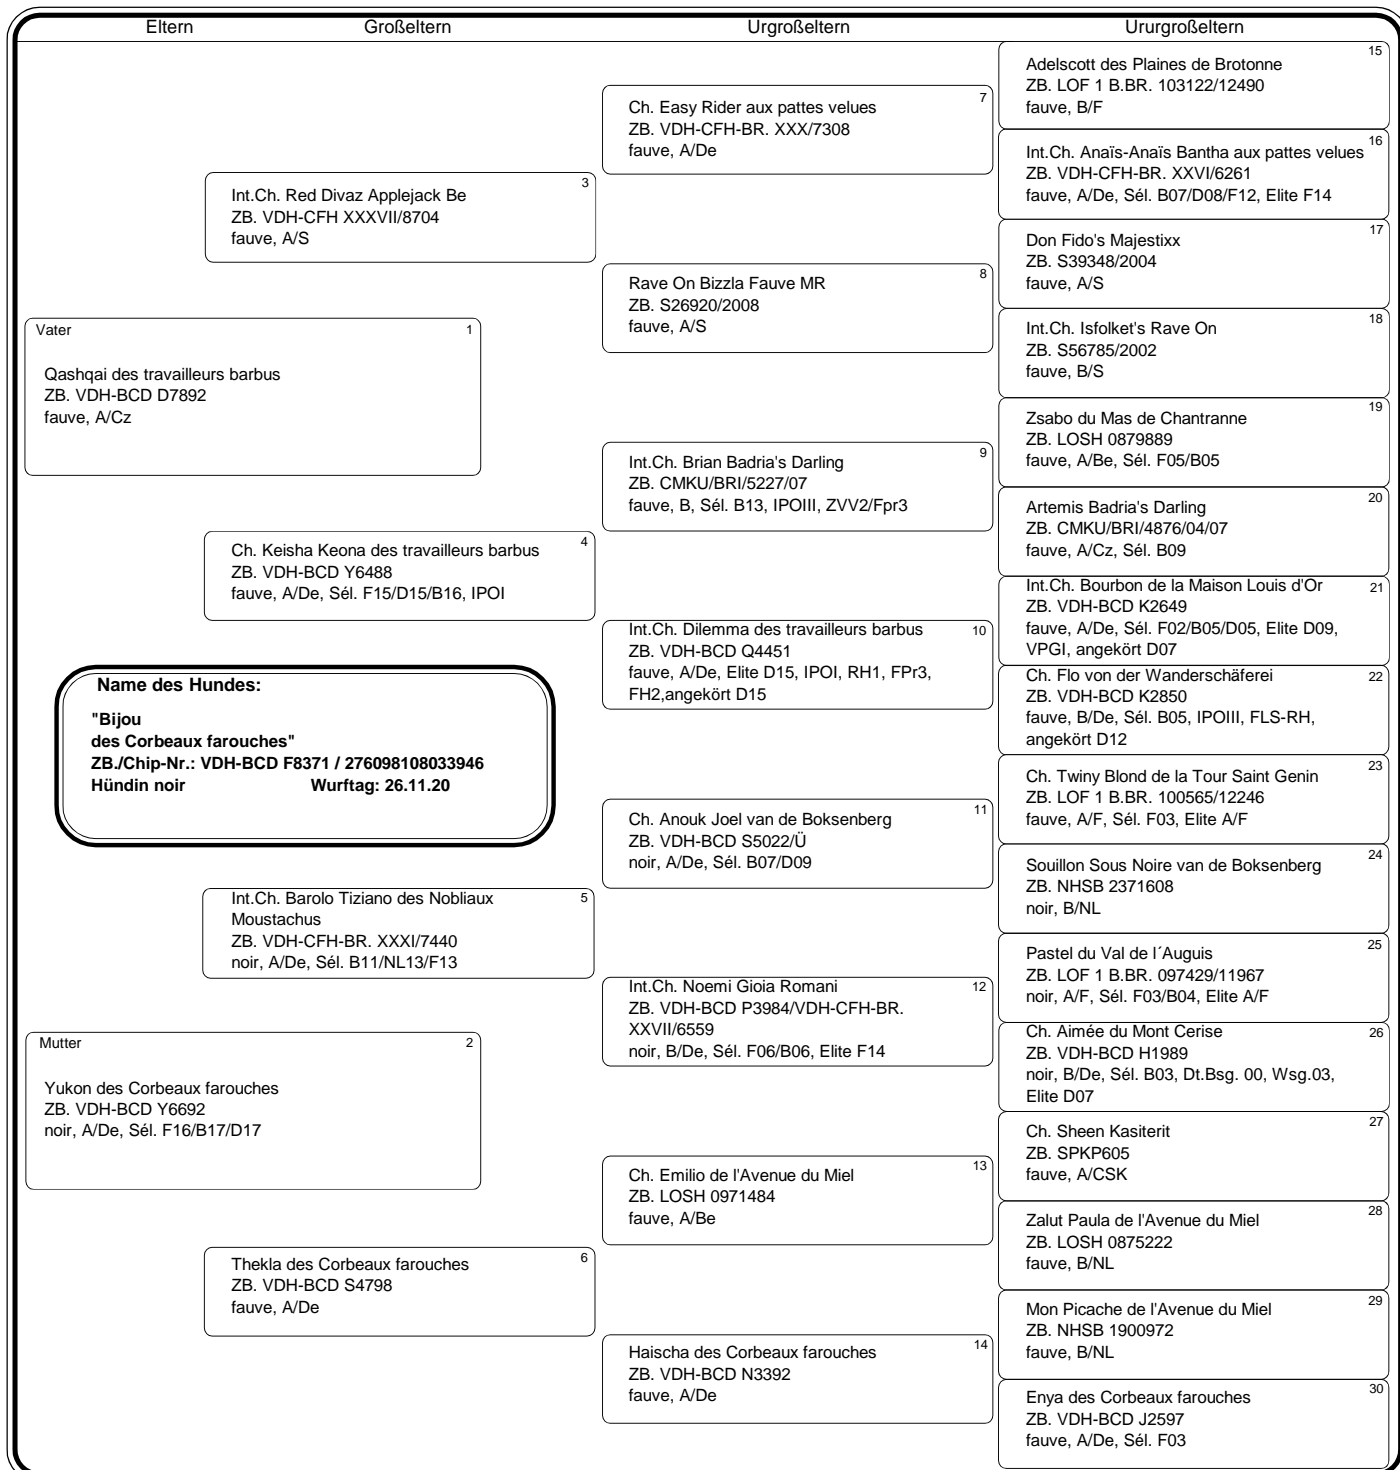 Eltern Großeltern Urgroßeltern Ururgroßeltern
15
Adelscott des Plaines de Brotonne
ZB. LOF 1 B.BR. 103122/12490
fauve, B/F
7
Ch. Easy Rider aux pattes velues
ZB. VDH-CFH-BR. XXX/7308
fauve, A/De
16
Int.Ch. Anaïs-Anaïs Bantha aux pattes velues
ZB. VDH-CFH-BR. XXVI/6261
fauve, A/De, Sél. B07/D08/F12, Elite F14
3
Int.Ch. Red Divaz Applejack Be
ZB. VDH-CFH XXXVII/8704
fauve, A/S
17
Don Fido's Majestixx
ZB. S39348/2004
fauve, A/S
8
Rave On Bizzla Fauve MR
ZB. S26920/2008
fauve, A/S
18
Int.Ch. Isfolket's Rave On
ZB. S56785/2002
fauve, B/S
Vater 1
Qashqai des travailleurs barbus
ZB. VDH-BCD D7892
fauve, A/Cz
19
Zsabo du Mas de Chantranne
ZB. LOSH 0879889
fauve, A/Be, Sél. F05/B05
9
Int.Ch. Brian Badria's Darling
ZB. CMKU/BRI/5227/07
fauve, B, Sél. B13, IPOIII, ZVV2/Fpr3
20
Artemis Badria's Darling
ZB. CMKU/BRI/4876/04/07
fauve, A/Cz, Sél. B09
4
Ch. Keisha Keona des travailleurs barbus
ZB. VDH-BCD Y6488
fauve, A/De, Sél. F15/D15/B16, IPOI
21
Int.Ch. Bourbon de la Maison Louis d'Or
ZB. VDH-BCD K2649
fauve, A/De, Sél. F02/B05/D05, Elite D09,
VPGI, angekört D07
10
Int.Ch. Dilemma des travailleurs barbus
ZB. VDH-BCD Q4451
fauve, A/De, Elite D15, IPOI, RH1, FPr3,
FH2,angekört D15
22
Ch. Flo von der Wanderschäferei
ZB. VDH-BCD K2850
fauve, B/De, Sél. B05, IPOIII, FLS-RH,
angekört D12
Name des Hundes:
"Bijou
des Corbeaux farouches"
ZB./Chip-Nr.: VDH-BCD F8371 / 276098108033946
Hündin noir Wurftag: 26.11.20
23
Ch. Twiny Blond de la Tour Saint Genin
ZB. LOF 1 B.BR. 100565/12246
fauve, A/F, Sél. F03, Elite A/F
11
Ch. Anouk Joel van de Boksenberg
ZB. VDH-BCD S5022/Ü
noir, A/De, Sél. B07/D09
24
Souillon Sous Noire van de Boksenberg
ZB. NHSB 2371608
noir, B/NL
5
Int.Ch. Barolo Tiziano des Nobliaux
Moustachus
ZB. VDH-CFH-BR. XXXI/7440
noir, A/De, Sél. B11/NL13/F13
25
Pastel du Val de l´Auguis
ZB. LOF 1 B.BR. 097429/11967
noir, A/F, Sél. F03/B04, Elite A/F
12
Int.Ch. Noemi Gioia Romani
ZB. VDH-BCD P3984/VDH-CFH-BR.
XXVII/6559
noir, B/De, Sél. F06/B06, Elite F14
26
Ch. Aimée du Mont Cerise
ZB. VDH-BCD H1989
noir, B/De, Sél. B03, Dt.Bsg. 00, Wsg.03,
Elite D07
Mutter 2
Yukon des Corbeaux farouches
ZB. VDH-BCD Y6692
noir, A/De, Sél. F16/B17/D17
27
Ch. Sheen Kasiterit
ZB. SPKP605
fauve, A/CSK
13
Ch. Emilio de l'Avenue du Miel
ZB. LOSH 0971484
fauve, A/Be
28
Zalut Paula de l'Avenue du Miel
ZB. LOSH 0875222
fauve, B/NL
6
Thekla des Corbeaux farouches
ZB. VDH-BCD S4798
fauve, A/De
29
Mon Picache de l'Avenue du Miel
ZB. NHSB 1900972
fauve, B/NL
14
Haischa des Corbeaux farouches
ZB. VDH-BCD N3392
fauve, A/De
30
Enya des Corbeaux farouches
ZB. VDH-BCD J2597
fauve, A/De, Sél. F03